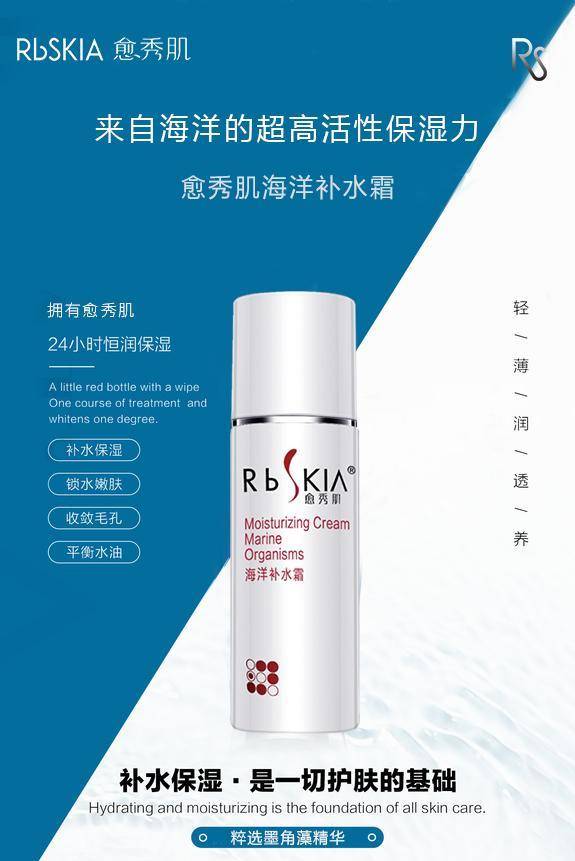 RbSKIA 愈秀肌
Rs
来自海洋的超高活性保湿力
愈秀肌海洋补水霜
拥有愈秀肌
24小时恒润保湿
A little red bottle with a wipe
One course of treatment and
whitens one degree.
补水保湿
锁水嫩肤
收敛毛孔
平衡水油
轻/薄/润/透/养
RbSKIA®
愈秀肌
Moisturizing Cream
Marine
Organisms
海洋补水霜
补水保湿·是一切护肤的基础
Hydrating and moisturizing is the foundation of all skin care.
粹选墨角藻精华